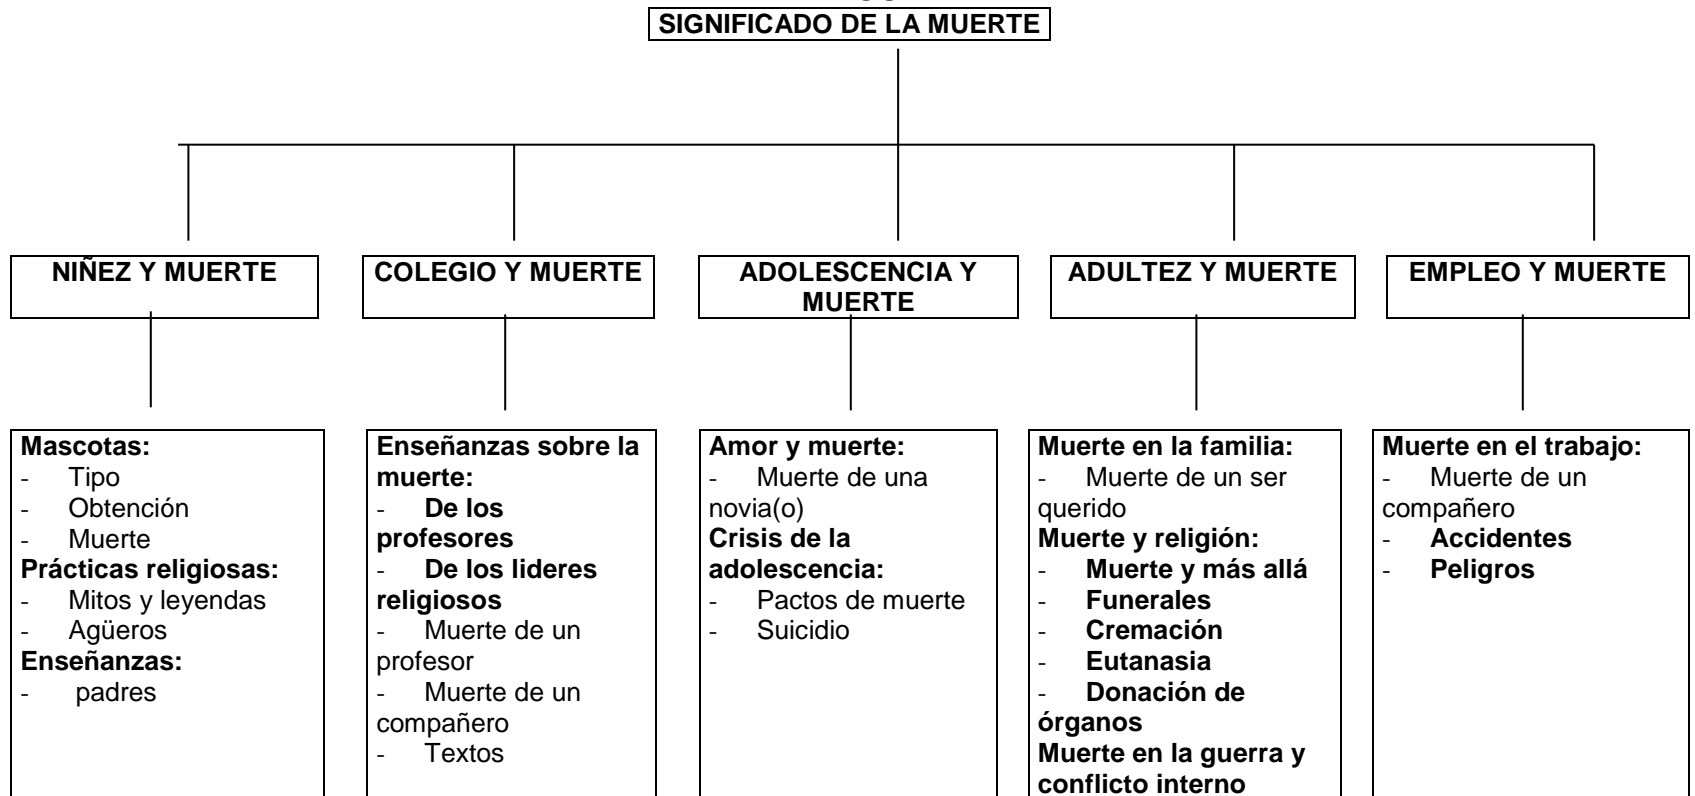 SIGNIFICADO DE LA MUERTE
NIÑEZ Y MUERTE
COLEGIO Y MUERTE
ADOLESCENCIA Y
MUERTE
ADULTEZ Y MUERTE
EMPLEO Y MUERTE
Mascotas:
- Tipo
- Obtención
- Muerte
Prácticas religiosas:
- Mitos y leyendas
- Agüeros
Enseñanzas:
- padres
Enseñanzas sobre la
muerte:
- De los
profesores
- De los lideres
religiosos
- Muerte de un
profesor
- Muerte de un
compañero
- Textos
Amor y muerte:
- Muerte de una
novia(o)
Crisis de la
adolescencia:
- Pactos de muerte
- Suicidio
Muerte en la familia:
- Muerte de un ser
querido
Muerte y religión:
- Muerte y más allá
- Funerales
- Cremación
- Eutanasia
- Donación de
órganos
Muerte en la guerra y
conflicto interno
Muerte en el trabajo:
- Muerte de un
compañero
- Accidentes
- Peligros